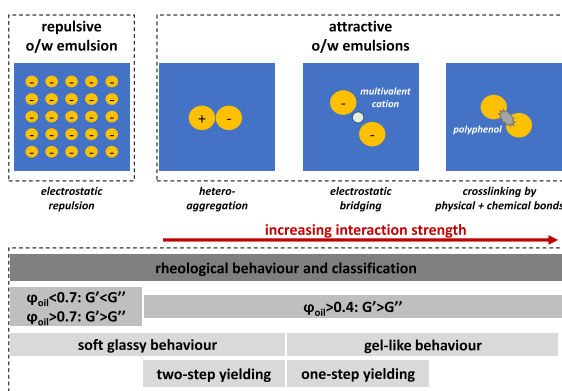 repulsive
o/w emulsion
attractive
o/w emulsions
- - - - -
- - - - -
- - - - -
- - - - -
- - - - -
+ -
- multivalent
cation
-
polyphenol
electrostatic
repulsion
hetero-
aggregation
electrostatic
bridging
crosslinking by
physical + chemical bonds
increasing interaction strength
rheological behaviour and classification
φoil<0.7: G'<G''
φoil>0.7: G'>G''
φoil>0.4: G'>G''
soft glassy behaviour
gel-like behaviour
two-step yielding
one-step yielding